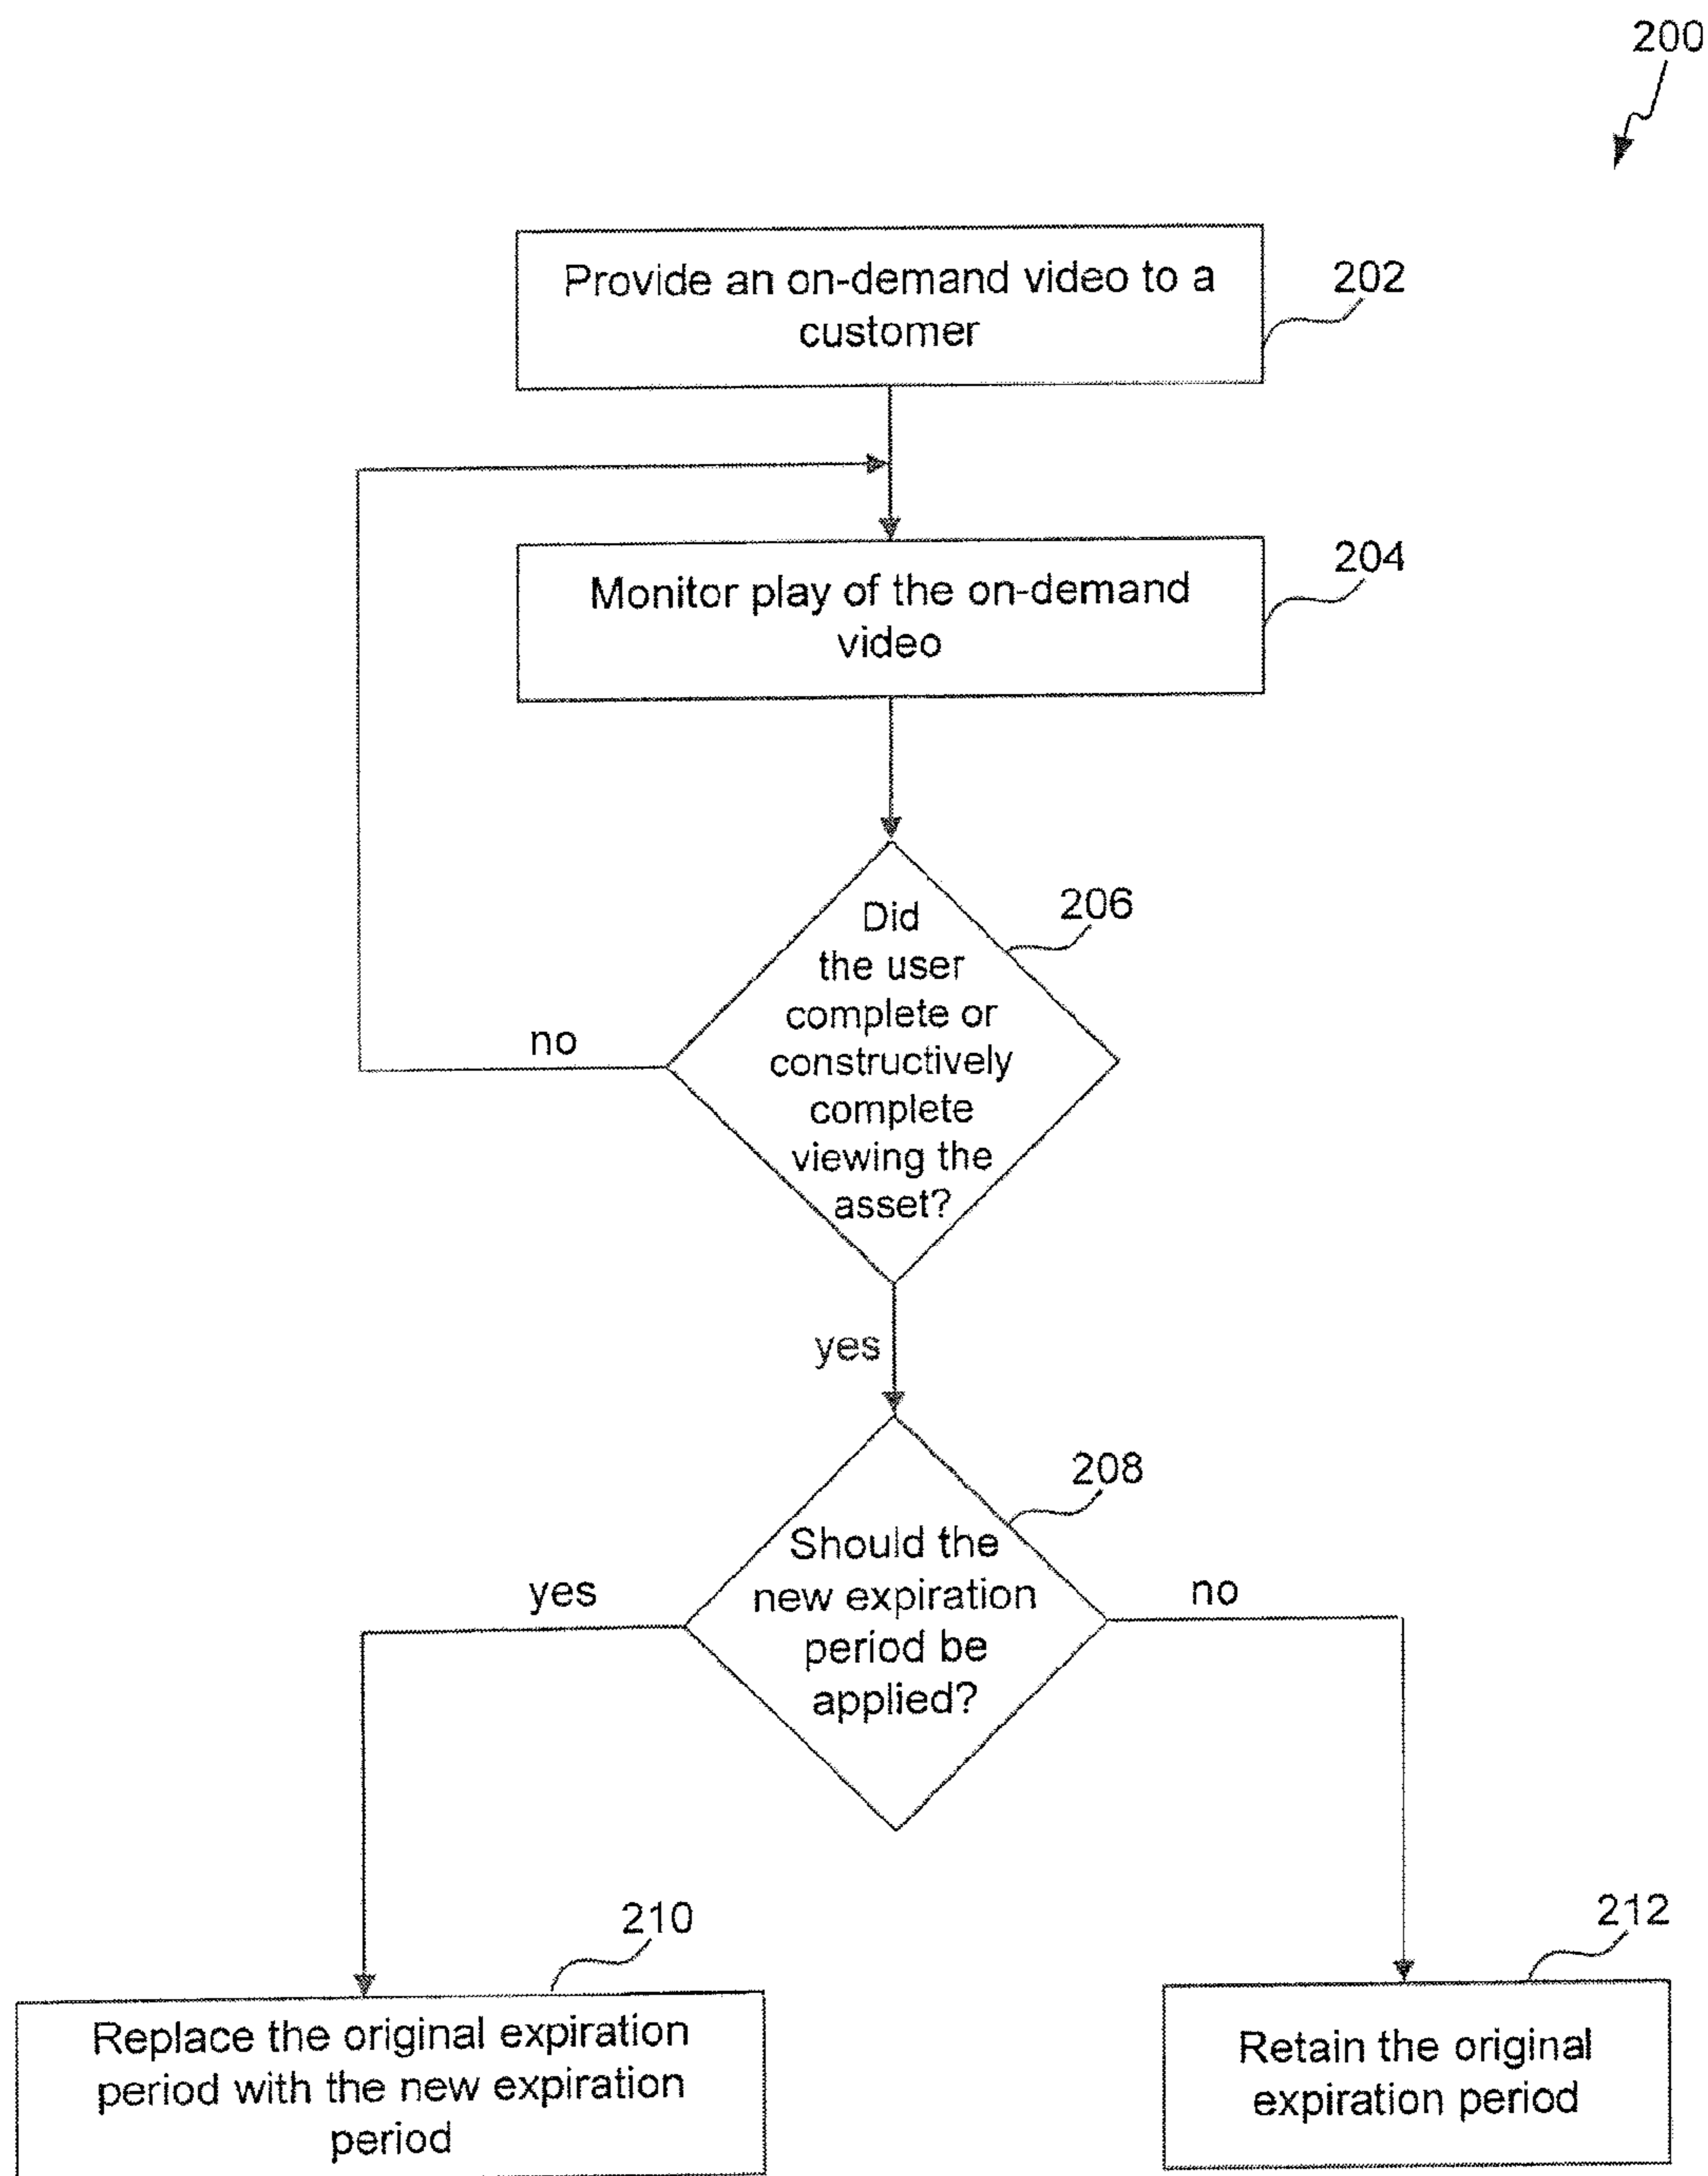 200
Provide an on-demand video to a
customer
202
Monitor play of the on-demand
video
204
Did
the user
complete or
constructively
complete
viewing the
asset?
206
no
yes
Should the
new expiration
period be
applied?
208
yes
no
210
Replace the original expiration
period with the new expiration
period
212
Retain the original
expiration period